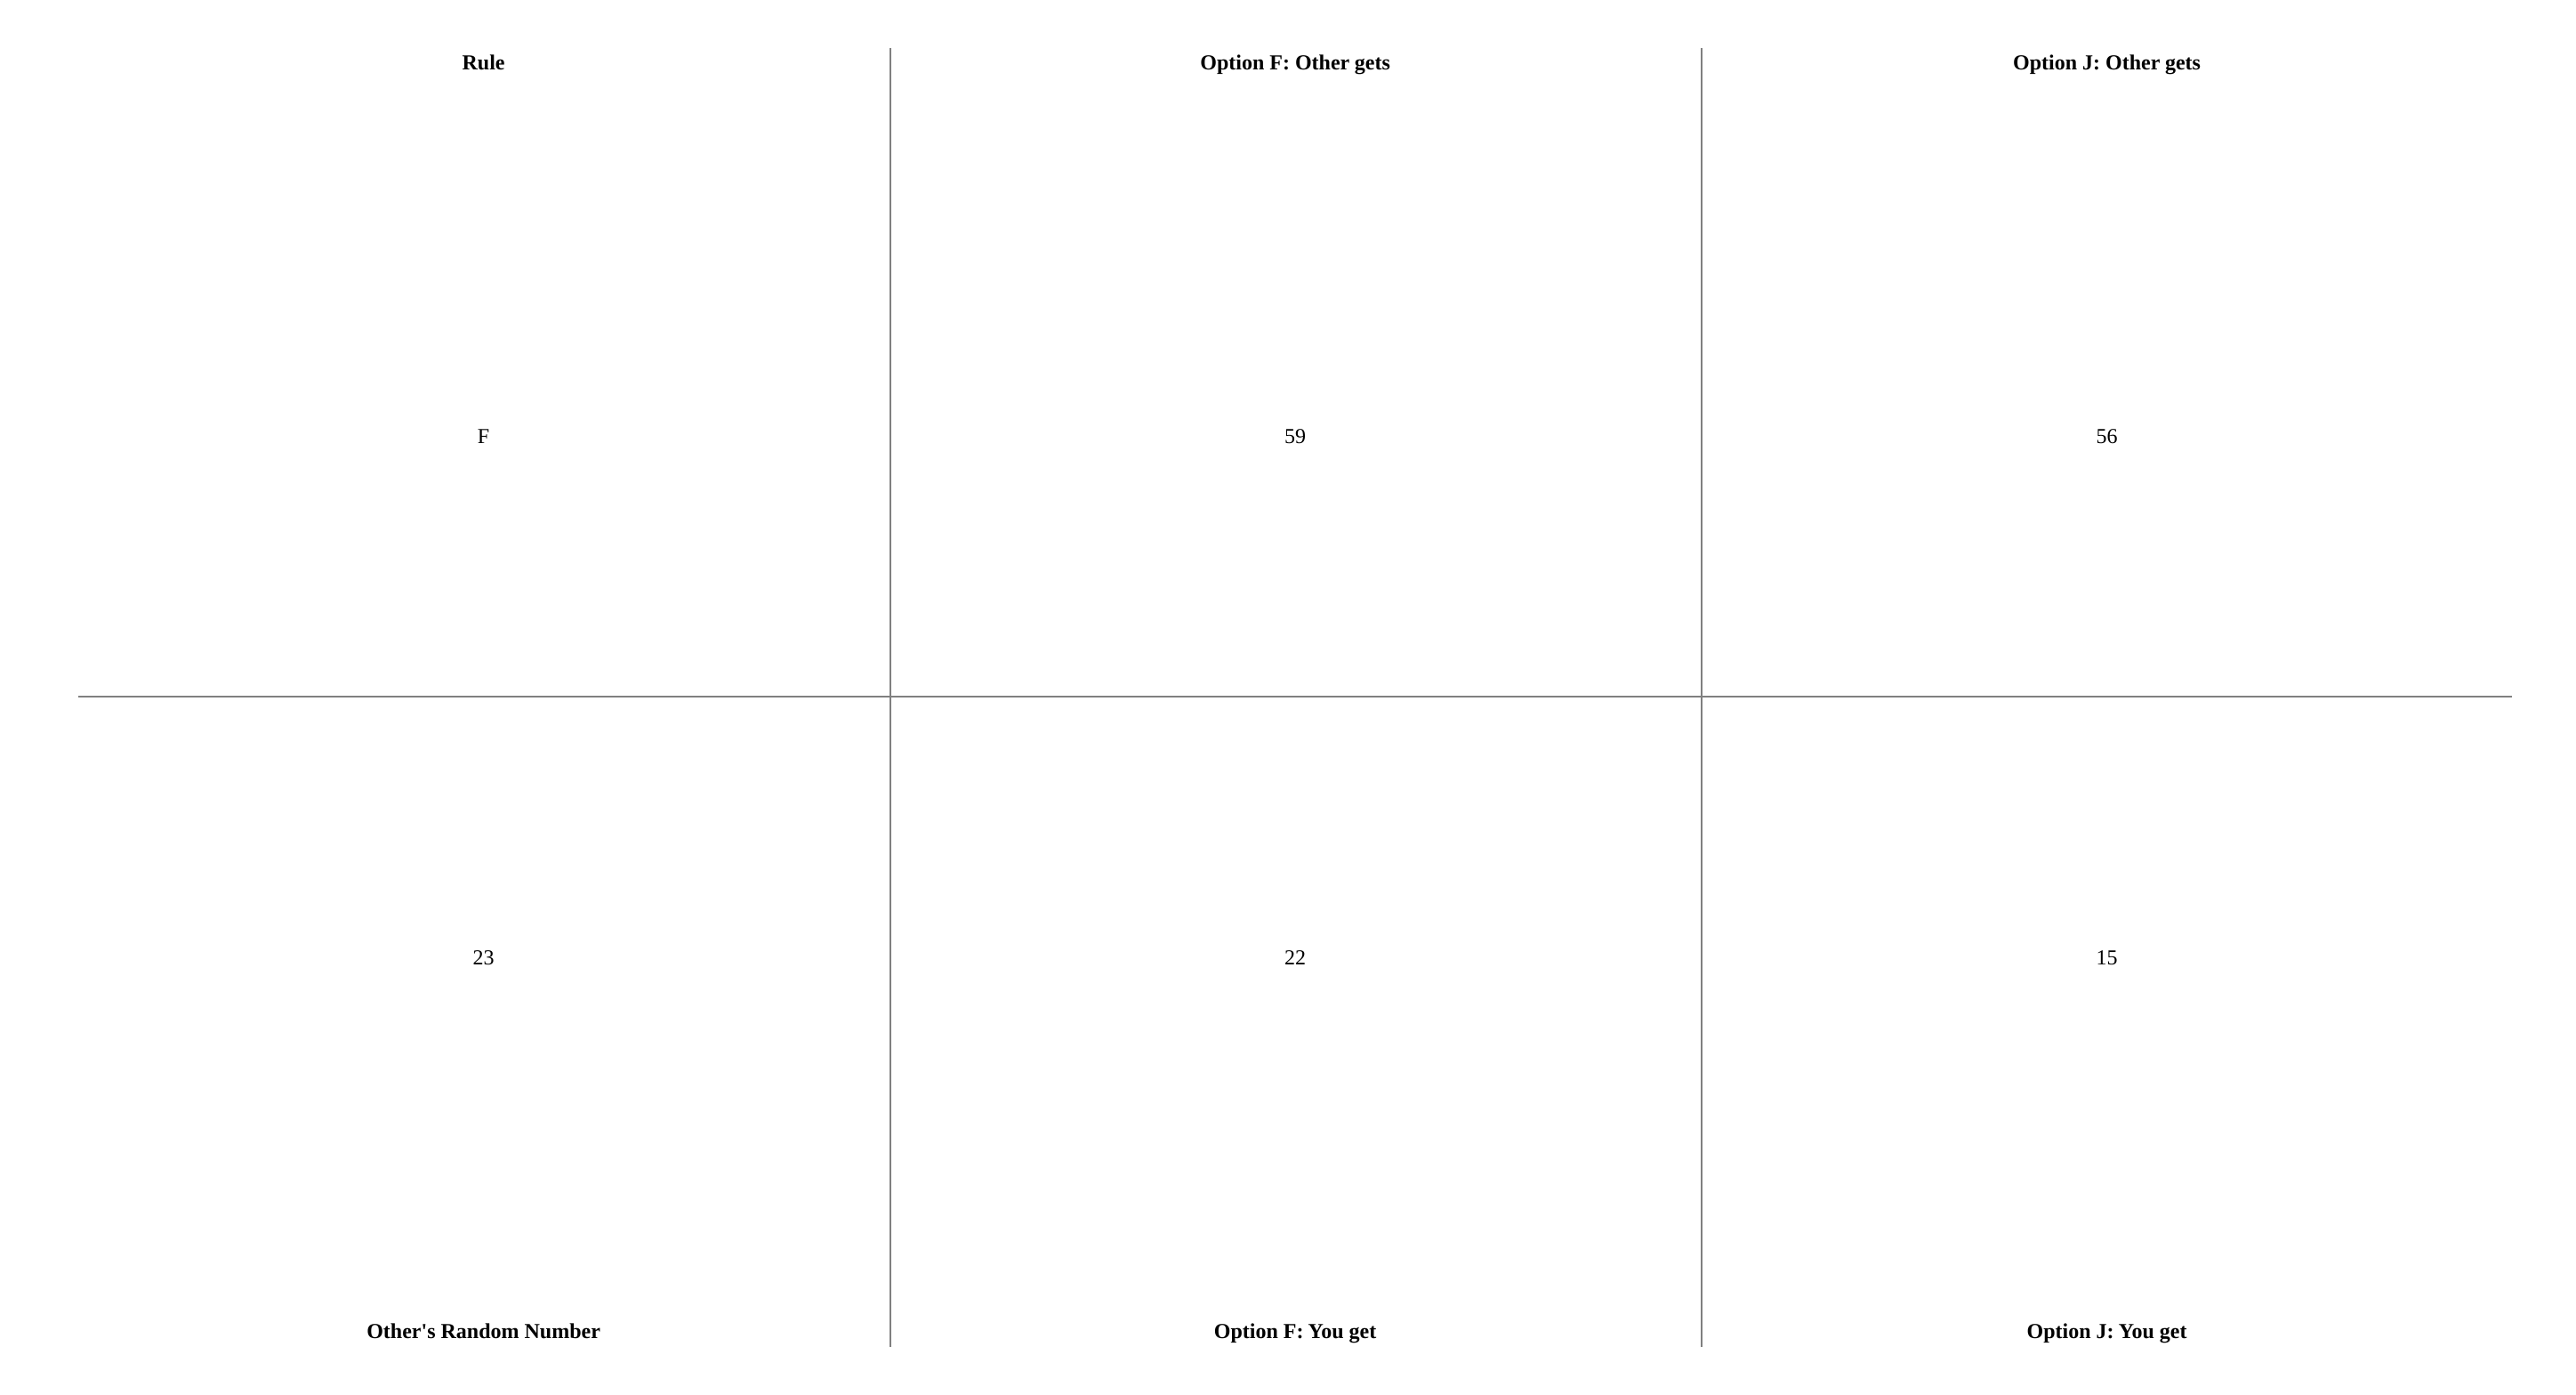 Rule
Option F: Other gets
Option J: Other gets
F
59
56
23
22
15
Other's Random Number
Option F: You get
Option J: You get